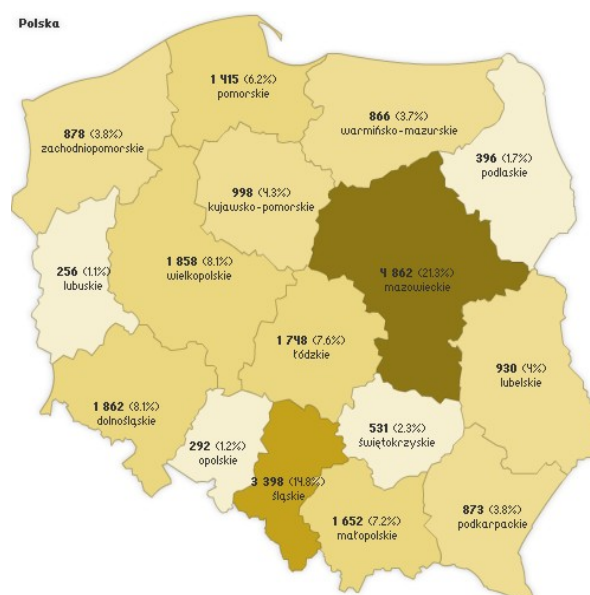 Polska
1 415 (6.2%)
pomorskie
866 (3.7%)
warmińsko-mazurskie
878 (3.8%)
zachodniopomorskie
396 (1.7%)
podlaskie
998 (4.3%)
kujawsko-pomorskie
256 (1.1%)
lubuskie
1 858 (8.1%)
wielkopolskie
4 862 (21.3%)
mazowieckie
1 748 (7.6%)
łódzkie
930 (4%)
lubelskie
1 862 (8.1%)
dolnośląskie
292 (1.2%)
opolskie
531 (2.3%)
świętokrzyskie
3 398 (14.8%)
śląskie
1 652 (7.2%)
małopolskie
873 (3.8%)
podkarpackie